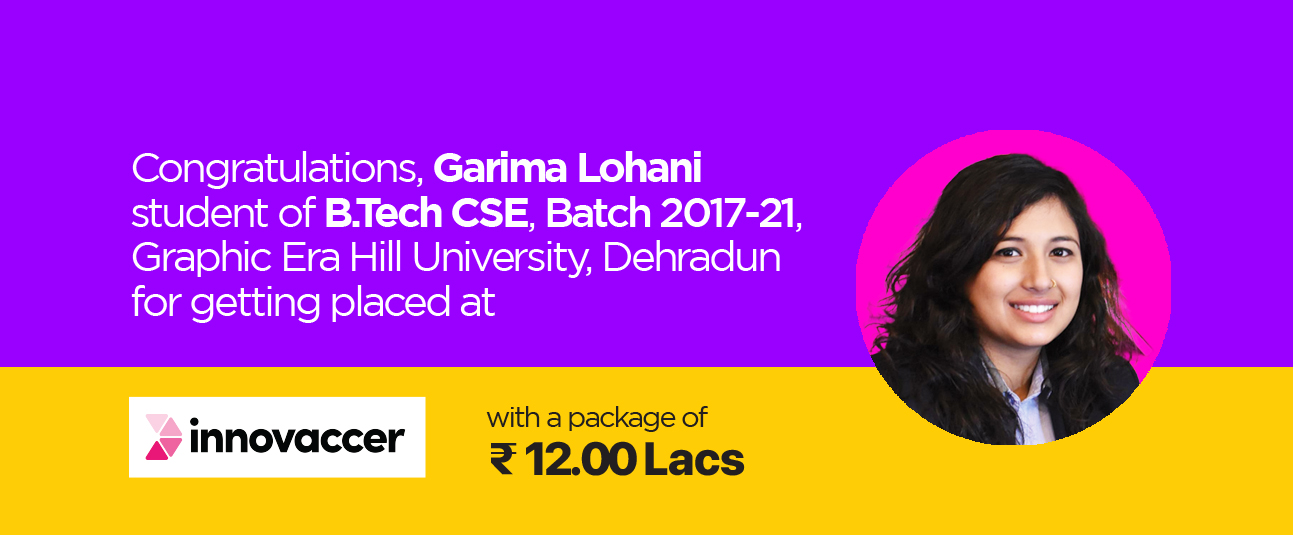 Congratulations, Garima Lohani
student of B.Tech CSE, Batch 2017-21,
Graphic Era Hill University, Dehradun
for getting placed at
innovaccer
with a package of
₹ 12.00 Lacs